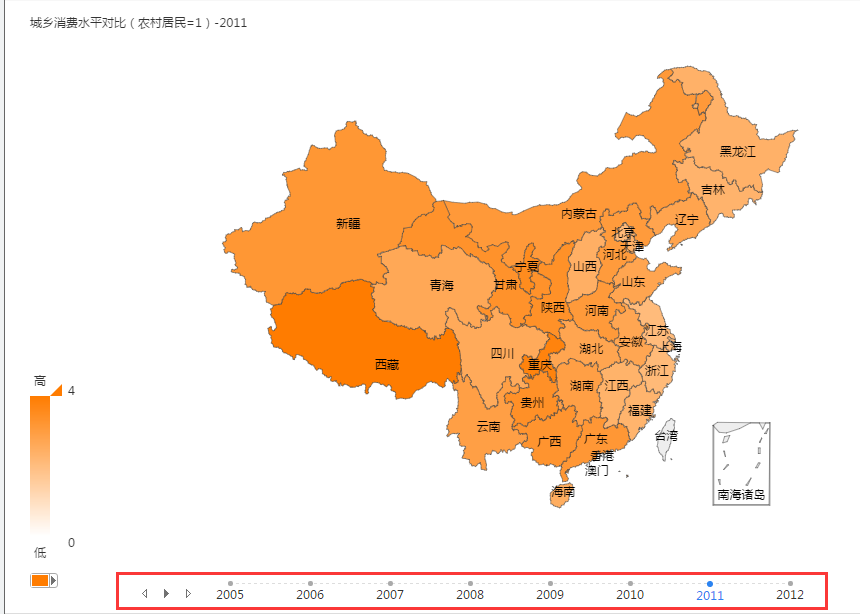 城乡消费水平对比（农村居民=1）-2011
黑龙江
吉林
新疆
内蒙古
辽宁
北京
天津
河北
宁夏
山西
青海
甘肃
山东
陕西
河南
江苏
安徽
上海
四川
湖北
重庆
西藏
浙江
湖南
江西
贵州
福建
云南
广西
广东
台湾
香港
澳门
海南
南海诸岛
高
4
0
低
2005 2006 2007 2008 2009 2010 2011 2012